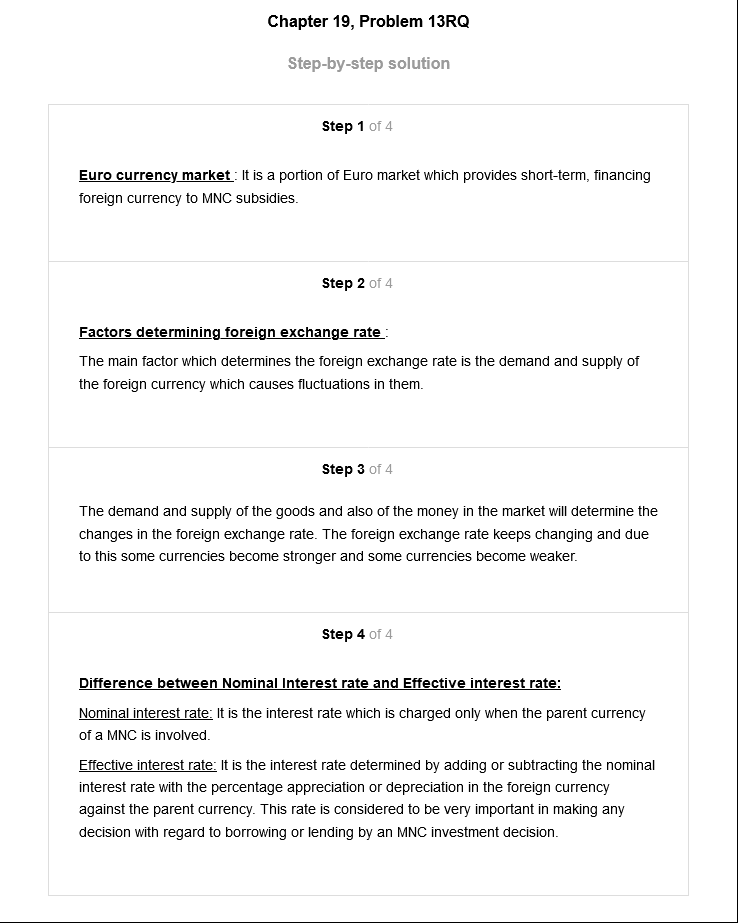 Chapter 19, Problem 13RQ
Step-by-step solution
Step 1 of 4
Euro currency market : It is a portion of Euro market which provides short-term, financing
foreign currency to MNC subsidies.
Step 2 of 4
Factors determining foreign exchange rate :
The main factor which determines the foreign exchange rate is the demand and supply of
the foreign currency which causes fluctuations in them.
Step 3 of 4
The demand and supply of the goods and also of the money in the market will determine the
changes in the foreign exchange rate. The foreign exchange rate keeps changing and due
to this some currencies become stronger and some currencies become weaker.
Step 4 of 4
Difference between Nominal Interest rate and Effective interest rate:
Nominal interest rate: It is the interest rate which is charged only when the parent currency
of a MNC is involved.
Effective interest rate: It is the interest rate determined by adding or subtracting the nominal
interest rate with the percentage appreciation or depreciation in the foreign currency
against the parent currency. This rate is considered to be very important in making any
decision with regard to borrowing or lending by an MNC investment decision.